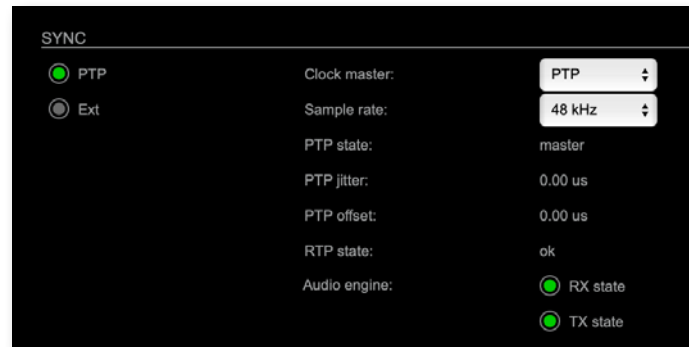 SYNC
PTP Clock master: PTP
Ext Sample rate: 48 kHz
PTP state: master
PTP jitter: 0.00 us
PTP offset: 0.00 us
RTP state: ok
Audio engine: RX state
TX state